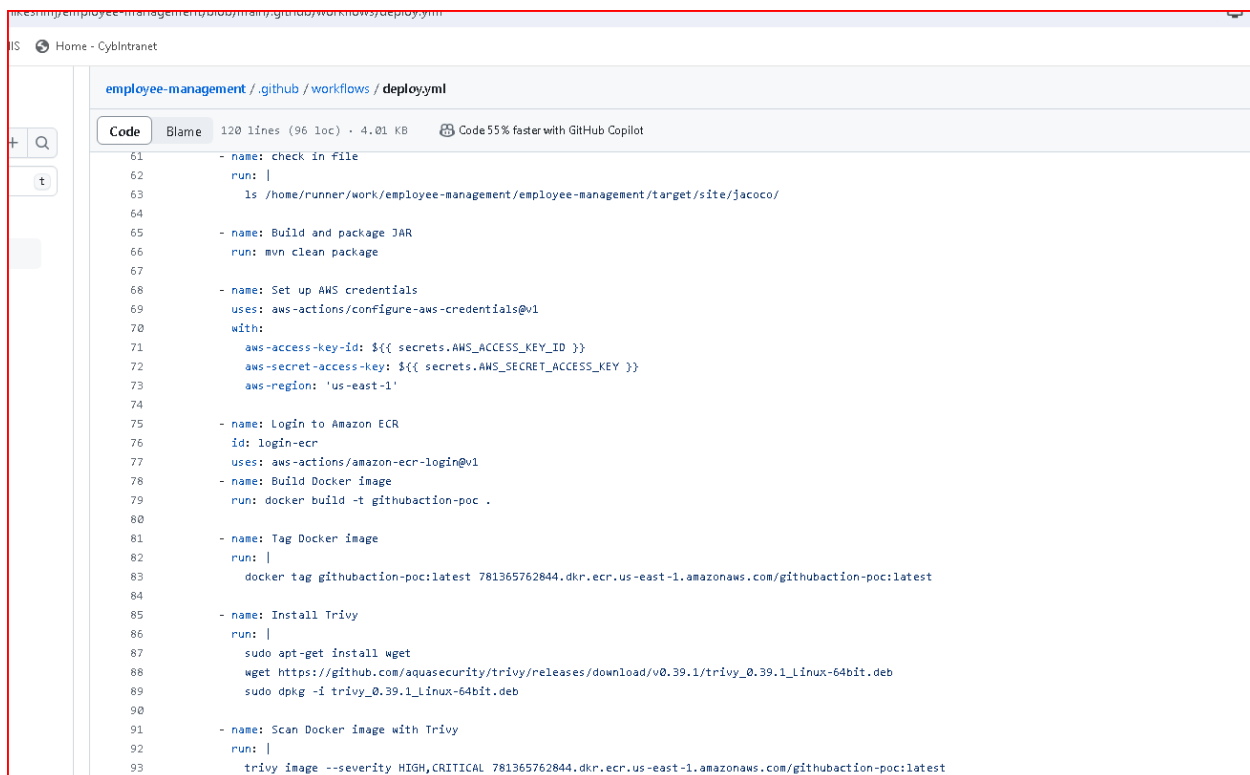 ikeshmj/employee-management/blob/main/.github/workflows/deploy.yml
IIS Home - CybIntranet
employee-management / .github / workflows / deploy.yml
Code Blame 120 lines (96 loc) · 4.01 KB Code 55% faster with GitHub Copilot
t
61 - name: check in file
62 run: |
63 ls /home/runner/work/employee-management/employee-management/target/site/jacoco/
64
65 - name: Build and package JAR
66 run: mvn clean package
67
68 - name: Set up AWS credentials
69 uses: aws-actions/configure-aws-credentials@v1
70 with:
71 aws-access-key-id: ${{ secrets.AWS_ACCESS_KEY_ID }}
72 aws-secret-access-key: ${{ secrets.AWS_SECRET_ACCESS_KEY }}
73 aws-region: 'us-east-1'
74
75 - name: Login to Amazon ECR
76 id: login-ecr
77 uses: aws-actions/amazon-ecr-login@v1
78 - name: Build Docker image
79 run: docker build -t githubaction-poc .
80
81 - name: Tag Docker image
82 run: |
83 docker tag githubaction-poc:latest 781365762844.dkr.ecr.us-east-1.amazonaws.com/githubaction-poc:latest
84
85 - name: Install Trivy
86 run: |
87 sudo apt-get install wget
88 wget https://github.com/aquasecurity/trivy/releases/download/v0.39.1/trivy_0.39.1_Linux-64bit.deb
89 sudo dpkg -i trivy_0.39.1_Linux-64bit.deb
90
91 - name: Scan Docker image with Trivy
92 run: |
93 trivy image --severity HIGH,CRITICAL 781365762844.dkr.ecr.us-east-1.amazonaws.com/githubaction-poc:latest